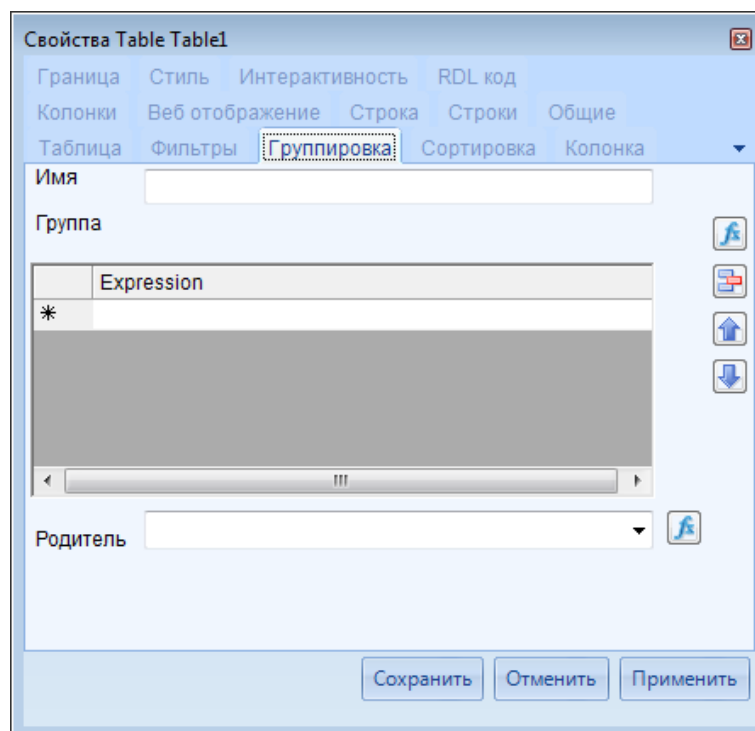 Свойства Table Table1
Граница Стиль Интерактивность RDL код
Колонки Веб отображение Строка Строки Общие
Таблица Фильтры Группировка Сортировка Колонка
Имя
Группа
Expression
Родитель
Сохранить Отменить Применить